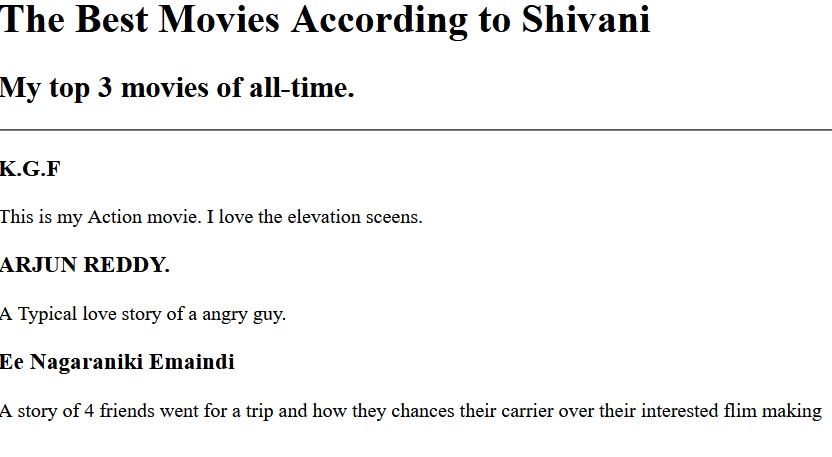 The Best Movies According to Shivani
My top 3 movies of all-time.
K.G.F
This is my Action movie. I love the elevation sceens.
ARJUN REDDY.
A Typical love story of a angry guy.
Ee Nagaraniki Emaindi
A story of 4 friends went for a trip and how they chances their carrier over their interested flim making